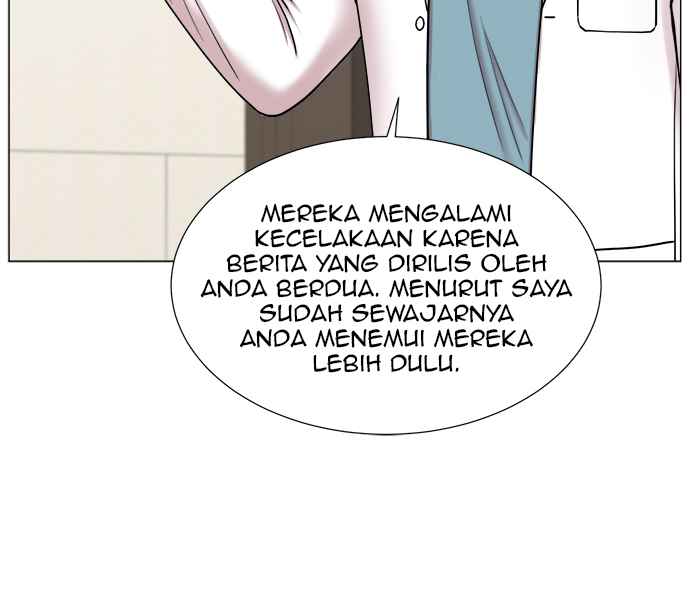 MEREKA MENGALAMI
KECELAKAAN KARENA
BERITA YANG DIRILIS OLEH
ANDA BERDUA. MENURUT SAYA
SUDAH SEWAJARNYA
ANDA MENEMUI MEREKA
LEBIH DULU.